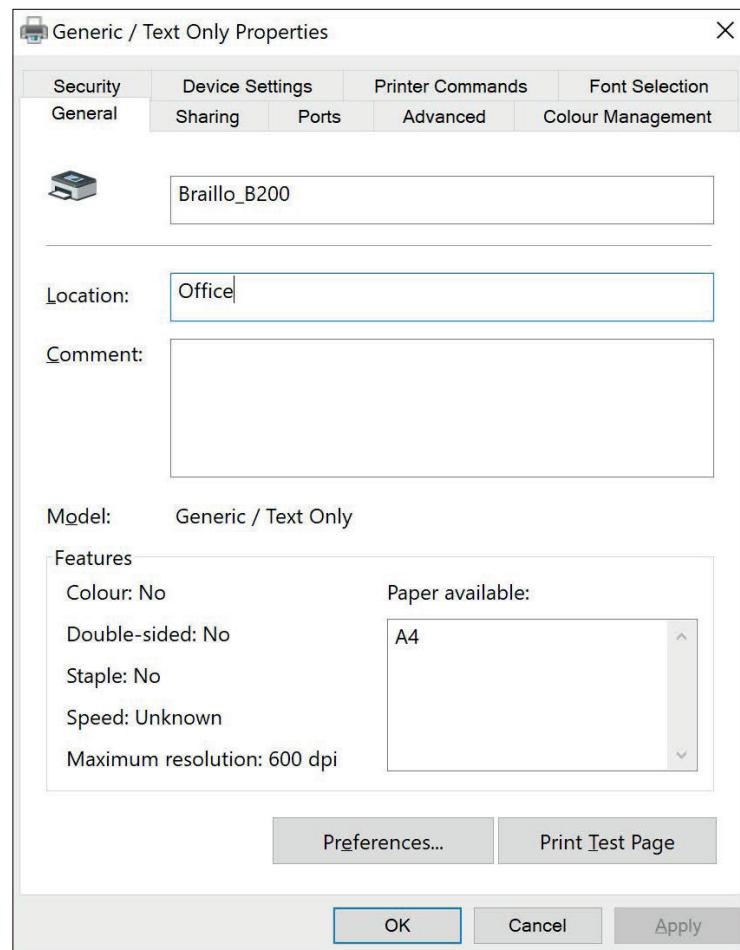 Generic / Text Only Properties
Security Device Settings Printer Commands Font Selection
General Sharing Ports Advanced Colour Management
Braillo_B200
Location: Office
Comment:
Model: Generic / Text Only
Features
Colour: No Paper available:
Double-sided: No A4
Staple: No
Speed: Unknown
Maximum resolution: 600 dpi
Preferences... Print Test Page
OK Cancel Apply